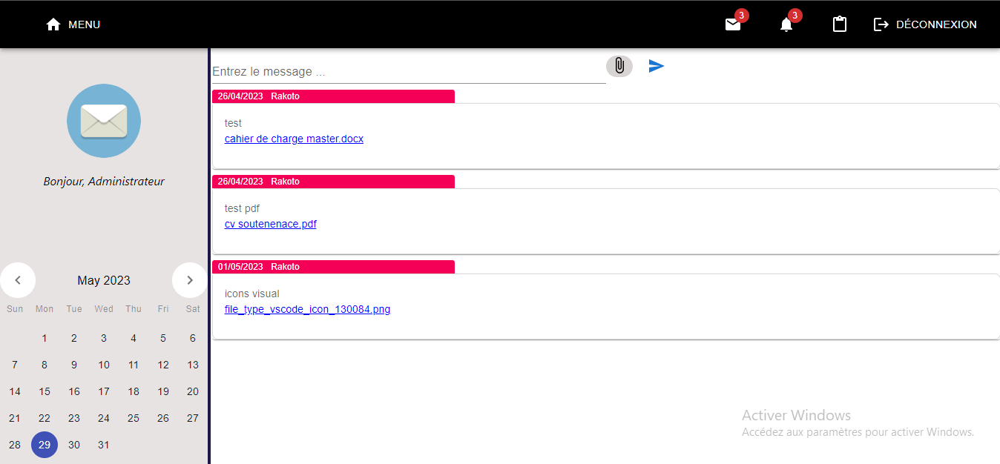 MENU
3
3
DÉCONNEXION
Entrez le message ...
26/04/2023 Rakoto
test
cahier de charge master.docx
26/04/2023 Rakoto
test pdf
cv soutenenace.pdf
01/05/2023 Rakoto
icons visual
file_type_vscode_icon_130084.png
Bonjour, Administrateur
May 2023
Sun Mon Tue Wed Thu Fri Sat
1 2 3 4 5 6
7 8 9 10 11 12 13
14 15 16 17 18 19 20
21 22 23 24 25 26 27
28 29 30 31
Activer Windows
Accédez aux paramètres pour activer Windows.